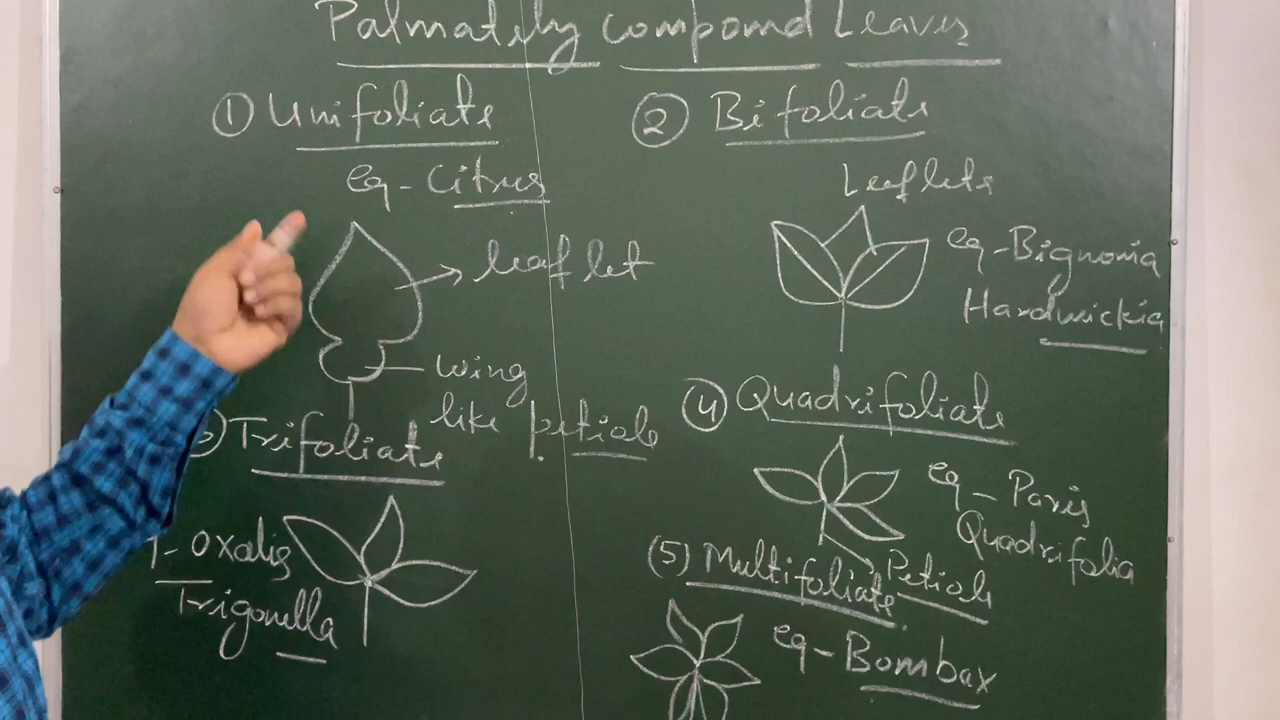 Palmately compound Leaves
① Unifoliate
eg - Citrus
leaflet
wing
like petiole
② Bifoliate
Leaflets
eg - Bignonia
Hardwickia
Trifoliate
Oxalis
Trigonella
④ Quadrifoliate
eg - Paris
Quadrifolia
Petiole
(5) Multifoliate
eg - Bombax